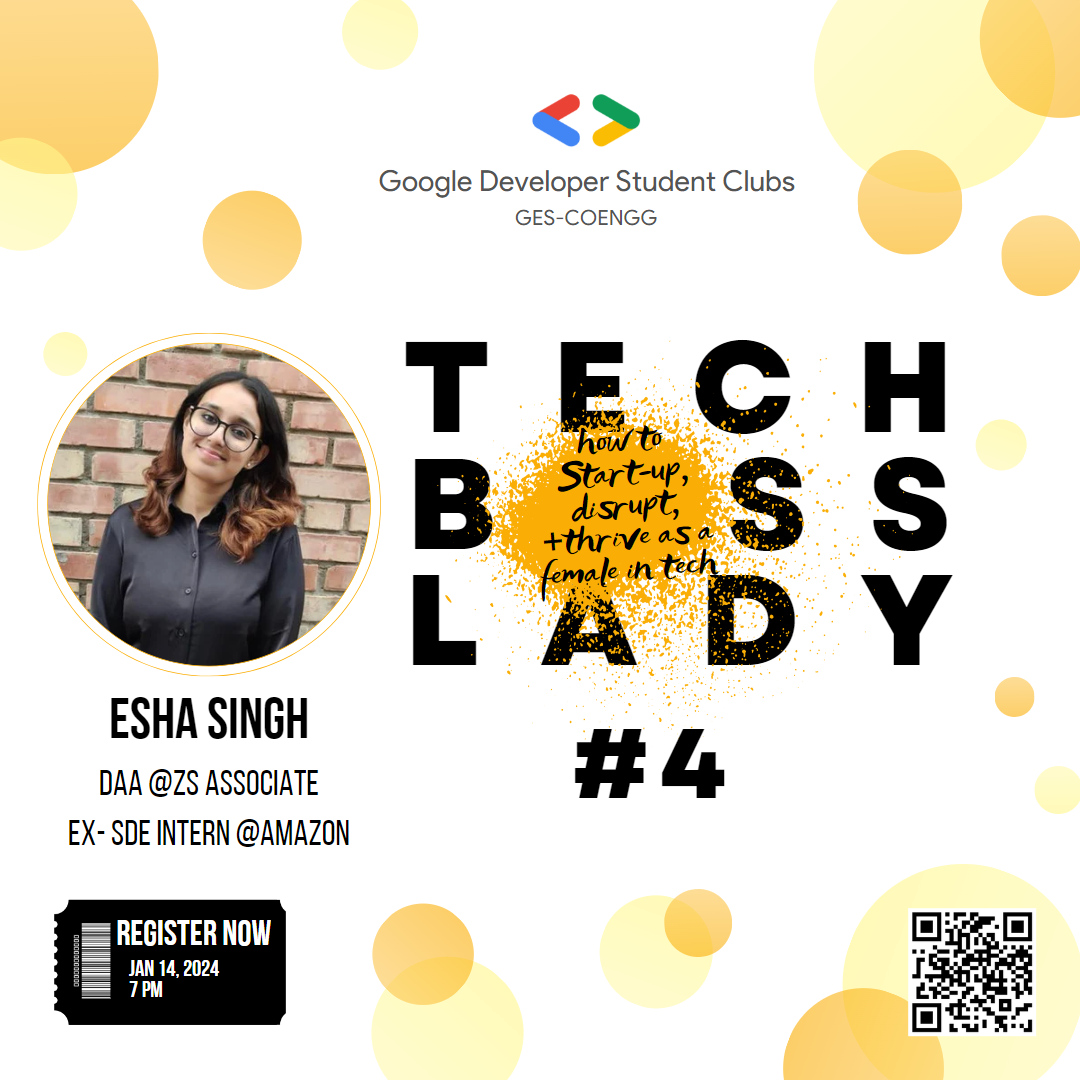 Google Developer Student Clubs
GES-COENGG
TECH
BOSS
LADY
how to
start-up,
disrupt,
+thrive as a
female in tech
#4
ESHA SINGH
DAA @ZS ASSOCIATE
EX- SDE INTERN @AMAZON
REGISTER NOW
JAN 14, 2024
7 PM